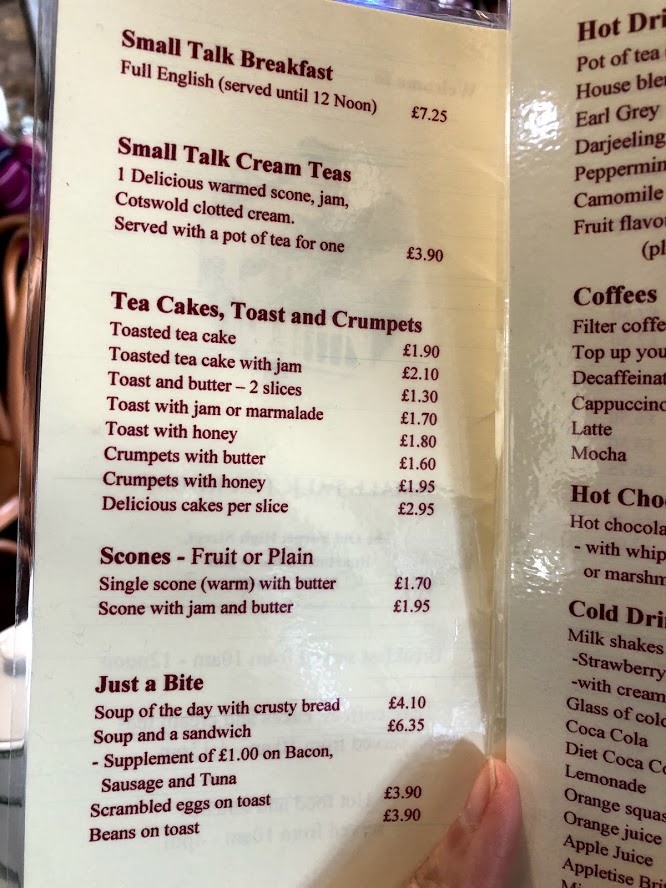 Small Talk Breakfast
Full English (served until 12 Noon) £7.25
Small Talk Cream Teas
1 Delicious warmed scone, jam,
Cotswold clotted cream.
Served with a pot of tea for one £3.90
Tea Cakes, Toast and Crumpets
Toasted tea cake £1.90
Toasted tea cake with jam £2.10
Toast and butter – 2 slices £1.30
Toast with jam or marmalade £1.70
Toast with honey £1.80
Crumpets with butter £1.60
Crumpets with honey £1.95
Delicious cakes per slice £2.95
Scones - Fruit or Plain
Single scone (warm) with butter £1.70
Scone with jam and butter £1.95
Just a Bite
Soup of the day with crusty bread £4.10
Soup and a sandwich £6.35
- Supplement of £1.00 on Bacon,
Sausage and Tuna
Scrambled eggs on toast £3.90
Beans on toast £3.90
Hot Dri
Pot of tea
House ble
Earl Grey
Darjeeling
Peppermin
Camomile
Fruit flavo
(pl
Coffees
Filter coffe
Top up you
Decaffeinat
Cappuccino
Latte
Mocha
Hot Cho
Hot chocola
- with whip
or marshm
Cold Dri
Milk shakes
-Strawberry
-with cream
Glass of cold
Coca Cola
Diet Coca Co
Lemonade
Orange squas
Orange juice
Apple Juice
Appletise Bri